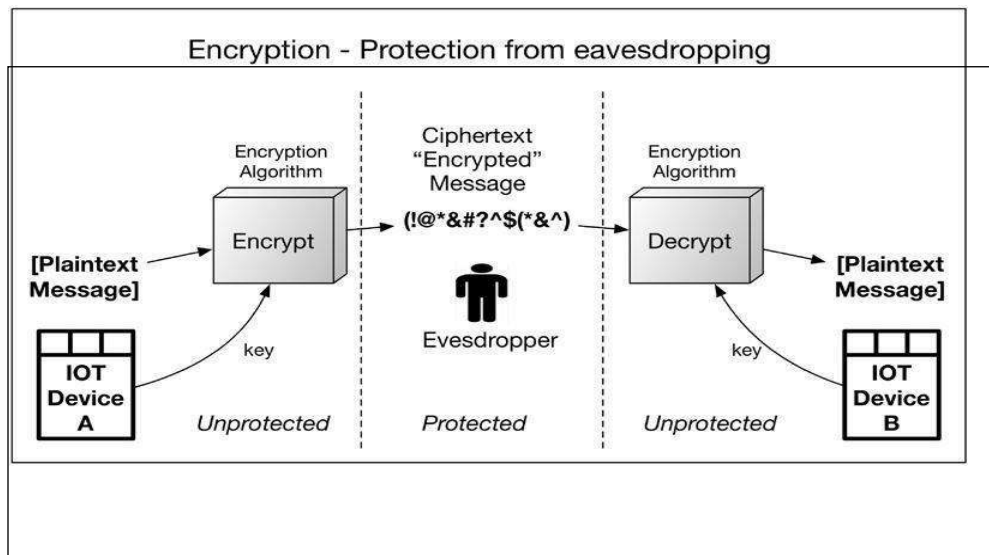 Encryption - Protection from eavesdropping
Encryption
Algorithm
Encrypt
[Plaintext
Message]
key
IOT
Device
A
Unprotected
Ciphertext
“Encrypted”
Message
(!@*&#?^$(*&^)
Evesdropper
Protected
Encryption
Algorithm
Decrypt
[Plaintext
Message]
key
IOT
Device
B
Unprotected